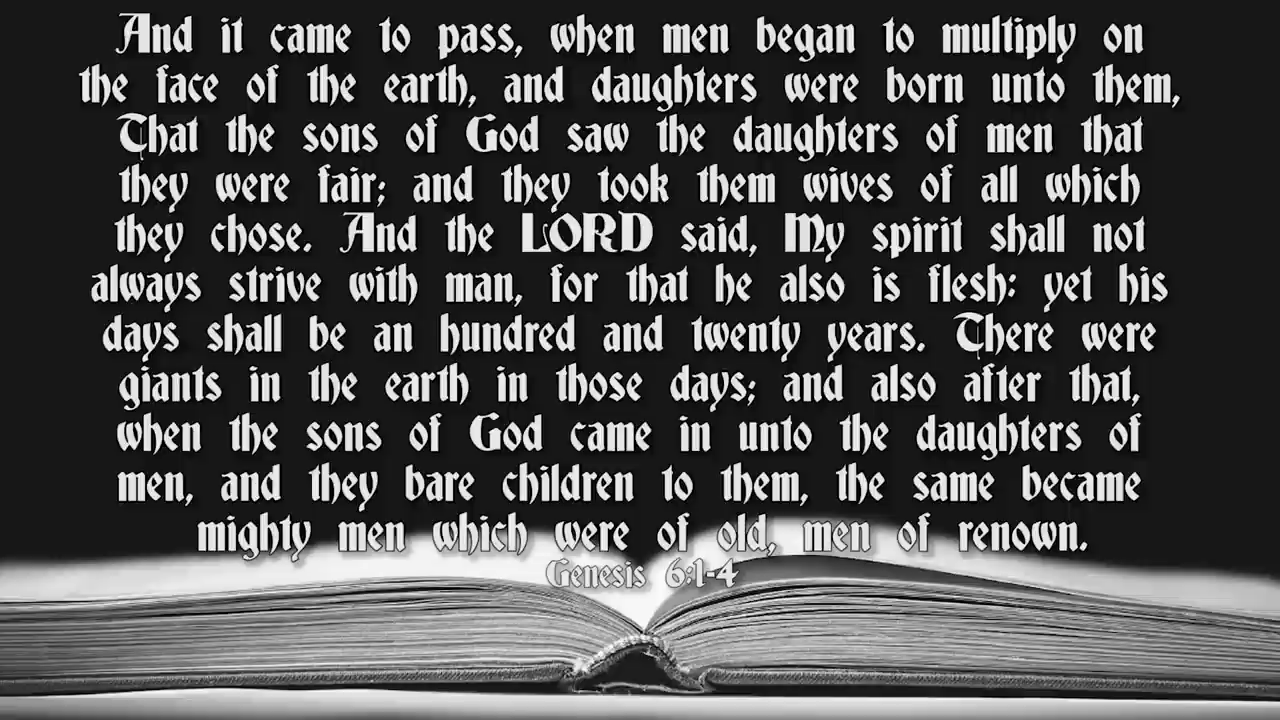 And it came to pass, when men began to multiply on
the face of the earth, and daughters were born unto them,
That the sons of God saw the daughters of men that
they were fair; and they took them wives of all which
they chose. And the LORD said, My spirit shall not
always strive with man, for that he also is flesh: yet his
days shall be an hundred and twenty years. There were
giants in the earth in those days; and also after that,
when the sons of God came in unto the daughters of
men, and they bare children to them, the same became
mighty men which were of old, men of renown.
Genesis 6:1-4